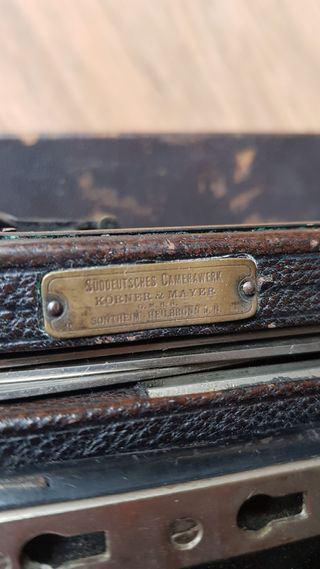 SÜDDEUTSCHES CAMERAWERK
KÖRNER & MAYER
G.M.B.H.
SONTHEIM, HEILBRONN a. N.